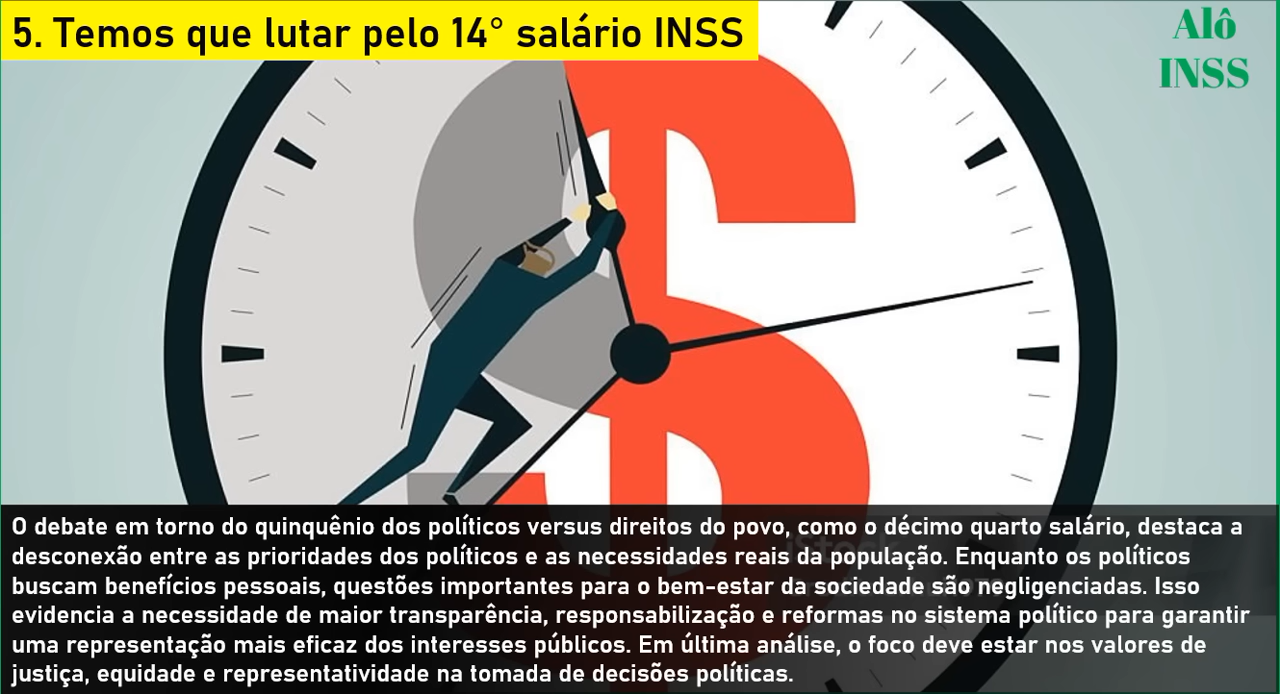 5. Temos que lutar pelo 14° salário INSS
Alô
INSS
O debate em torno do quinquênio dos políticos versus direitos do povo, como o décimo quarto salário, destaca a
desconexão entre as prioridades dos políticos e as necessidades reais da população. Enquanto os políticos
buscam benefícios pessoais, questões importantes para o bem-estar da sociedade são negligenciadas. Isso
evidencia a necessidade de maior transparência, responsabilização e reformas no sistema político para garantir
uma representação mais eficaz dos interesses públicos. Em última análise, o foco deve estar nos valores de
justiça, equidade e representatividade na tomada de decisões políticas.